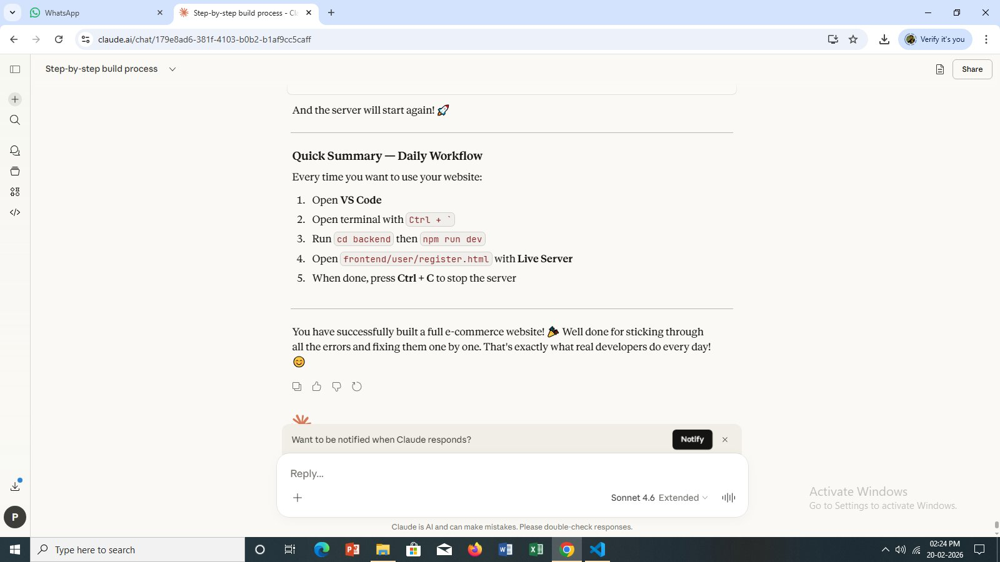 WhatsApp
Step-by-step build process - Cla
claude.ai/chat/179e8ad6-381f-4103-b0b2-b1af9cc5caff
Verify it's you
Step-by-step build process
Share
And the server will start again! 🚀
Quick Summary — Daily Workflow
Every time you want to use your website:
1. Open VS Code
2. Open terminal with Ctrl + `
3. Run cd backend then npm run dev
4. Open frontend/user/register.html with Live Server
5. When done, press Ctrl + C to stop the server
You have successfully built a full e-commerce website! 🎉 Well done for sticking through
all the errors and fixing them one by one. That's exactly what real developers do every day!
😊
Want to be notified when Claude responds?
Notify
Reply...
Sonnet 4.6 Extended
Activate Windows
Go to Settings to activate Windows.
P
Claude is AI and can make mistakes. Please double-check responses.
Type here to search
02:24 PM
20-02-2026